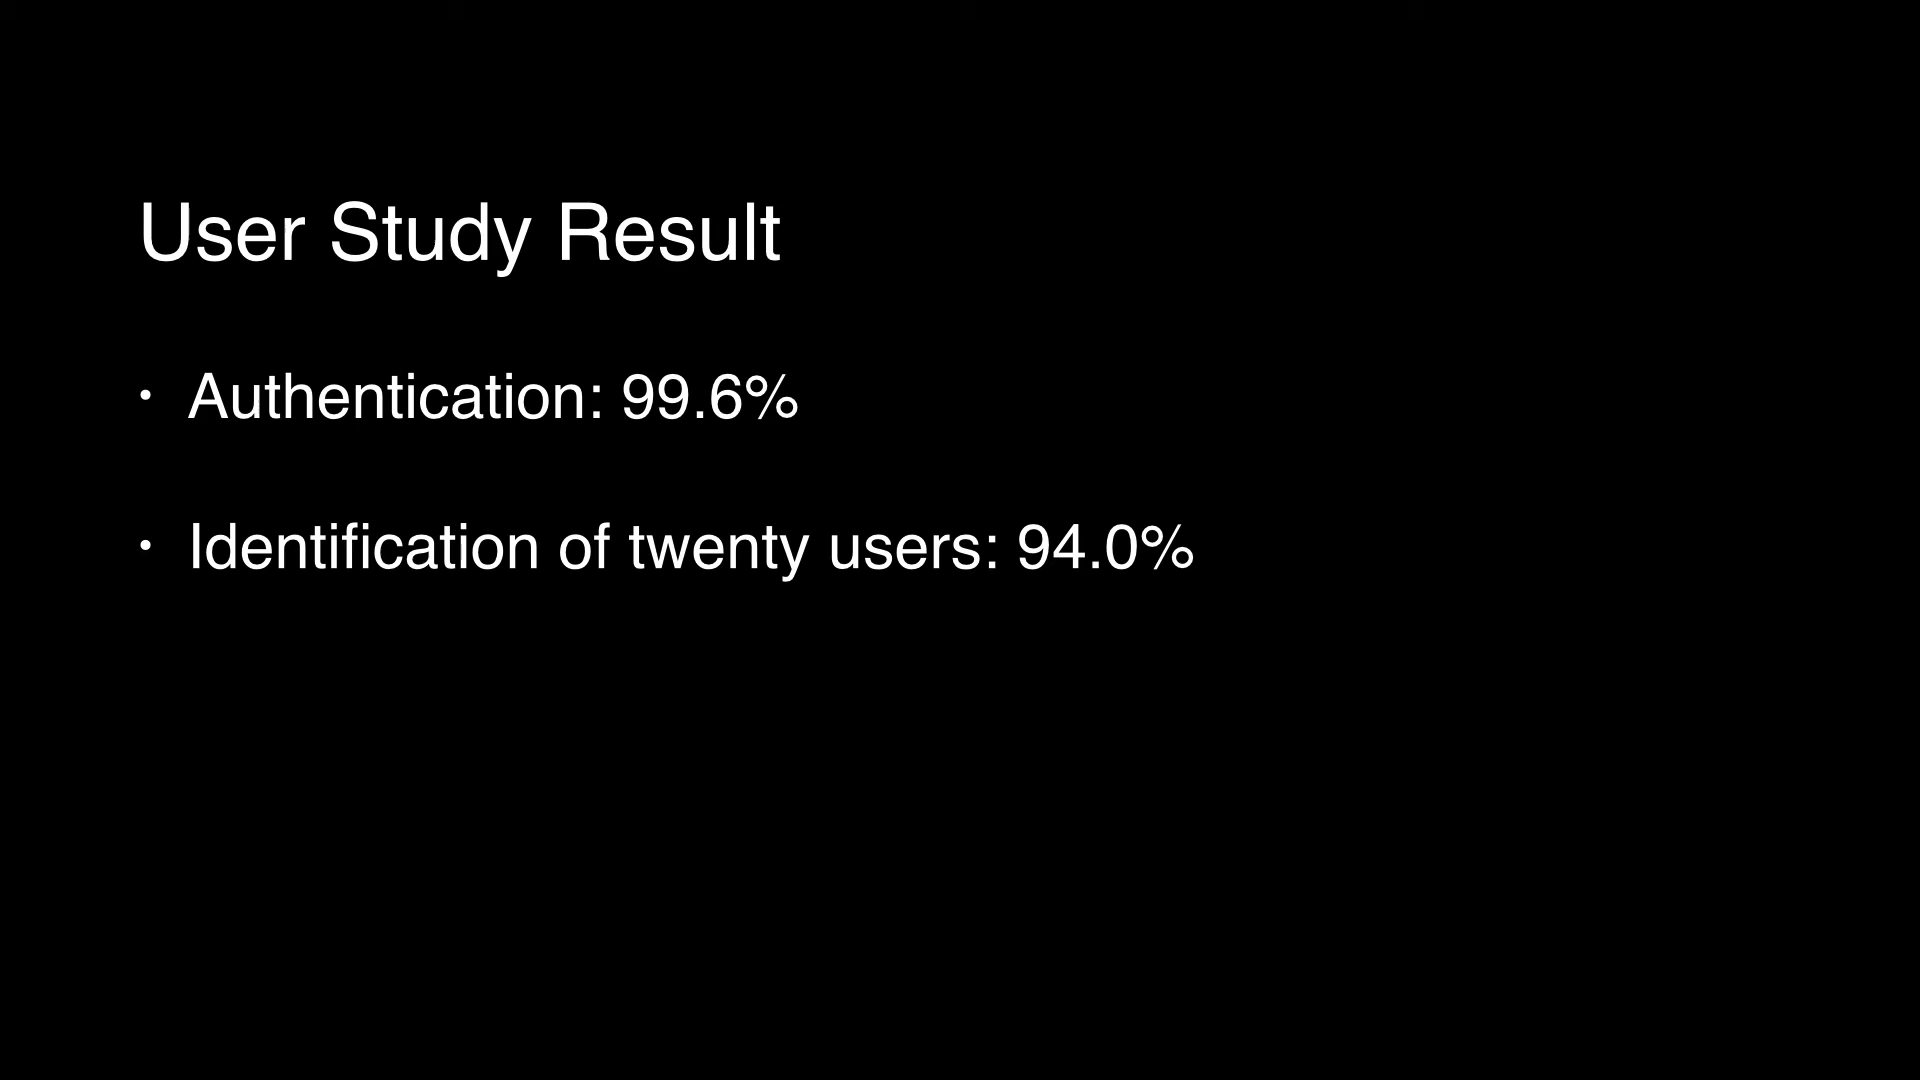 User Study Result
• Authentication: 99.6%
• Identification of twenty users: 94.0%